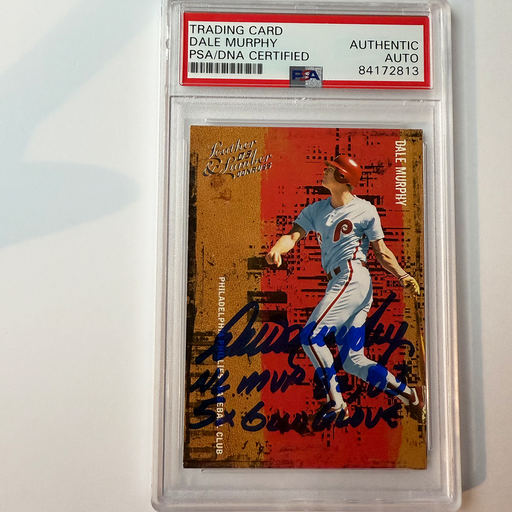 TRADING CARD
DALE MURPHY
PSA/DNA CERTIFIED
AUTHENTIC
AUTO
84172813
PSA
Leather
& Lumber
DONRUSS
DALE MURPHY
PHILADELPHIA PHILLIES BASEBALL CLUB
P
Dale Murphy
NL MVP 82, 83
5x Gold Glove